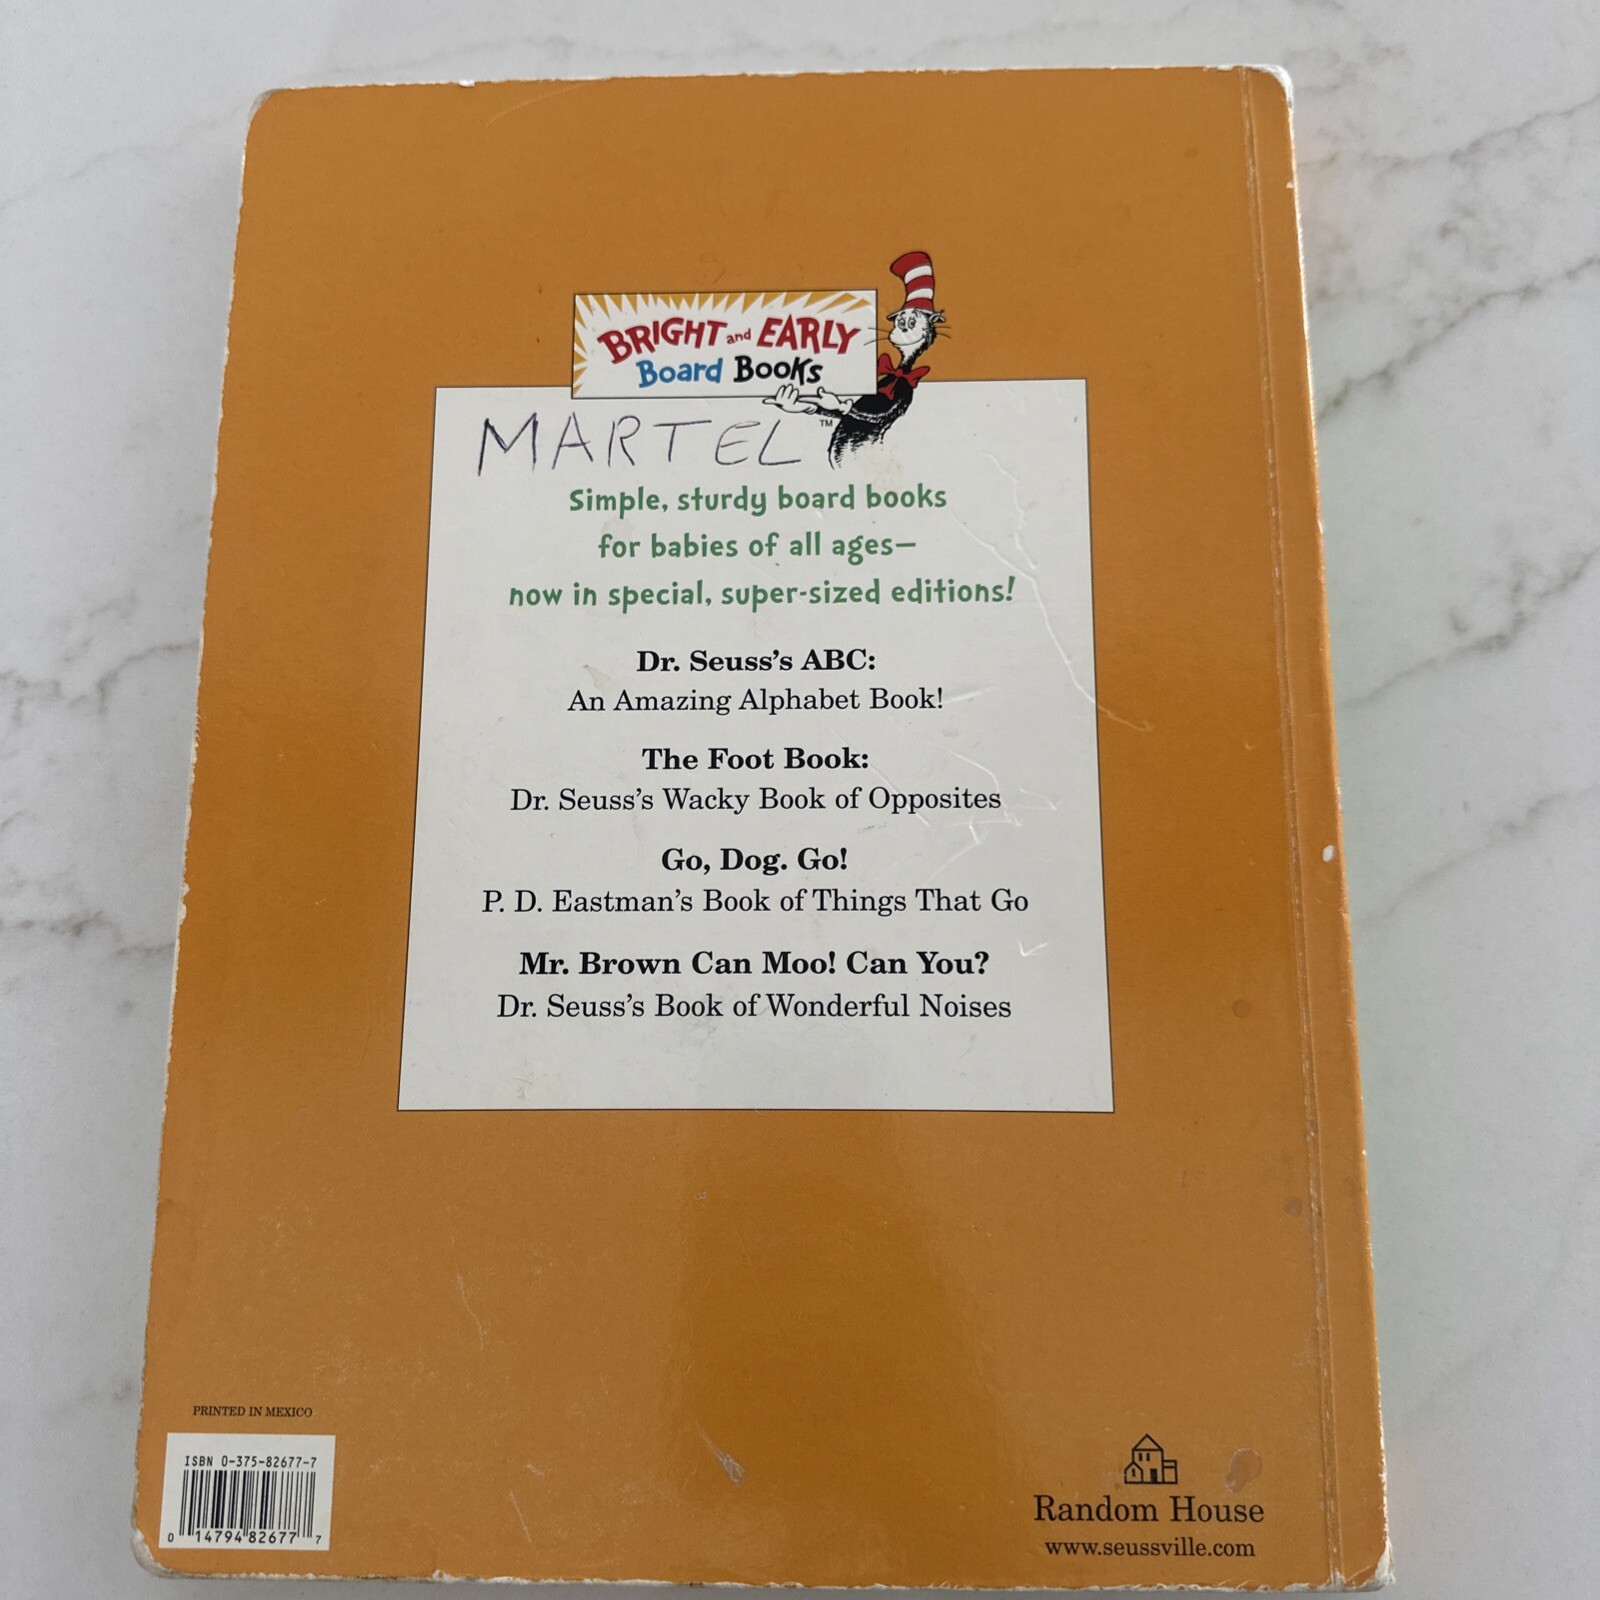 BRIGHT and EARLY
Board Books
TM
MARTEL
Simple, sturdy board books
for babies of all ages—
now in special, super-sized editions!
Dr. Seuss's ABC:
An Amazing Alphabet Book!
The Foot Book:
Dr. Seuss's Wacky Book of Opposites
Go, Dog. Go!
P. D. Eastman's Book of Things That Go
Mr. Brown Can Moo! Can You?
Dr. Seuss's Book of Wonderful Noises
PRINTED IN MEXICO
ISBN 0-375-82677-7
0 14794 82677 7
Random House
www.seussville.com